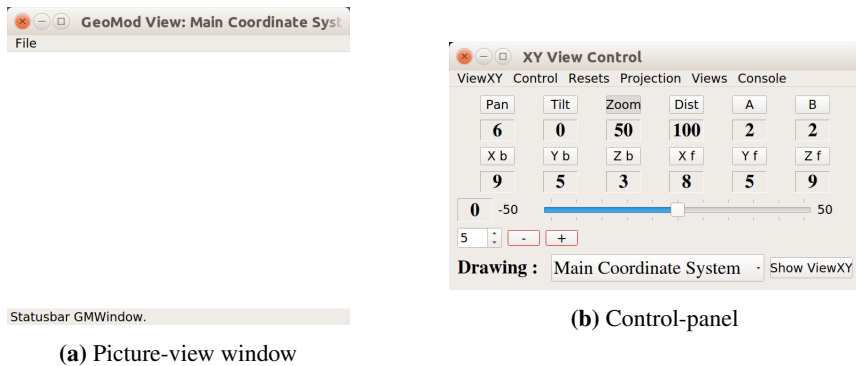 GeoMod View: Main Coordinate Syst
File
Statusbar GMWindow.
(a) Picture-view window
XY View Control
ViewXY Control Resets Projection Views Console
Pan Tilt Zoom Dist A B
6 0 50 100 2 2
X b Y b Z b X f Y f Z f
9 5 3 8 5 9
0 -50 50
5 - +
Drawing : Main Coordinate System Show ViewXY
(b) Control-panel